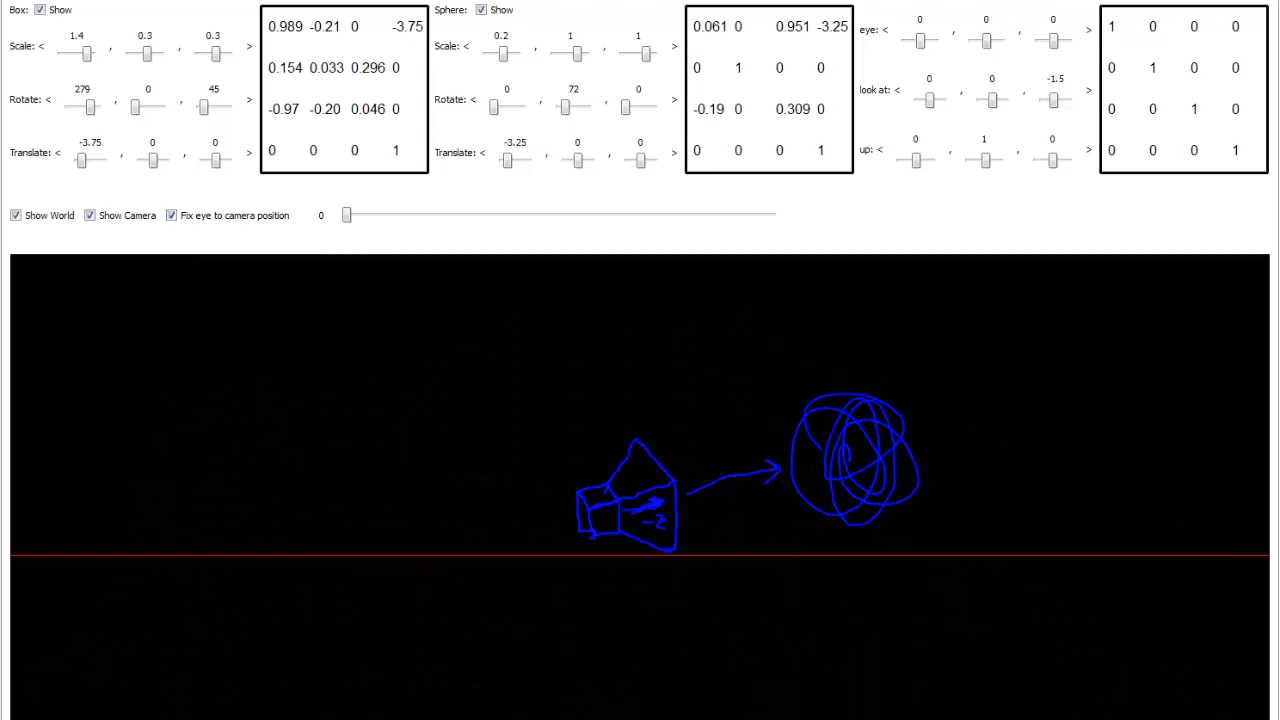 Box: Show
Scale: < 1.4 , 0.3 , 0.3 >
Rotate: < 279 , 0 , 45 >
Translate: < -3.75 , 0 , 0 >
0.989 -0.21 0 -3.75
0.154 0.033 0.296 0
-0.97 -0.20 0.046 0
0 0 0 1
Sphere: Show
Scale: < 0.2 , 1 , 1 >
Rotate: < 0 , 72 , 0 >
Translate: < -3.25 , 0 , 0 >
0.061 0 0.951 -3.25
0 1 0 0
-0.19 0 0.309 0
0 0 0 1
eye: < 0 , 0 , 0 >
look at: < 0 , 0 , -1.5 >
up: < 0 , 1 , 0 >
1 0 0 0
0 1 0 0
0 0 1 0
0 0 0 1
Show World Show Camera Fix eye to camera position 0
-z